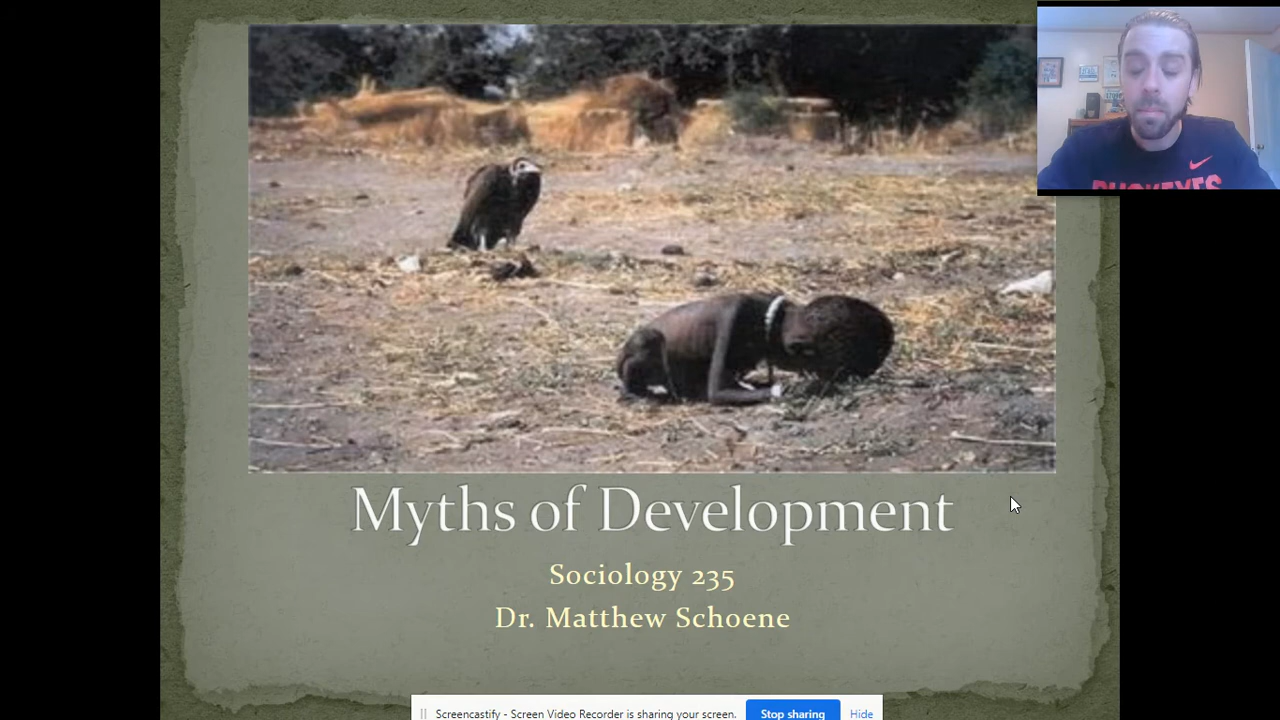 BUCKEYES
Myths of Development
Sociology 235
Dr. Matthew Schoene
Screencastify - Screen Video Recorder is sharing your screen.
Stop sharing
Hide